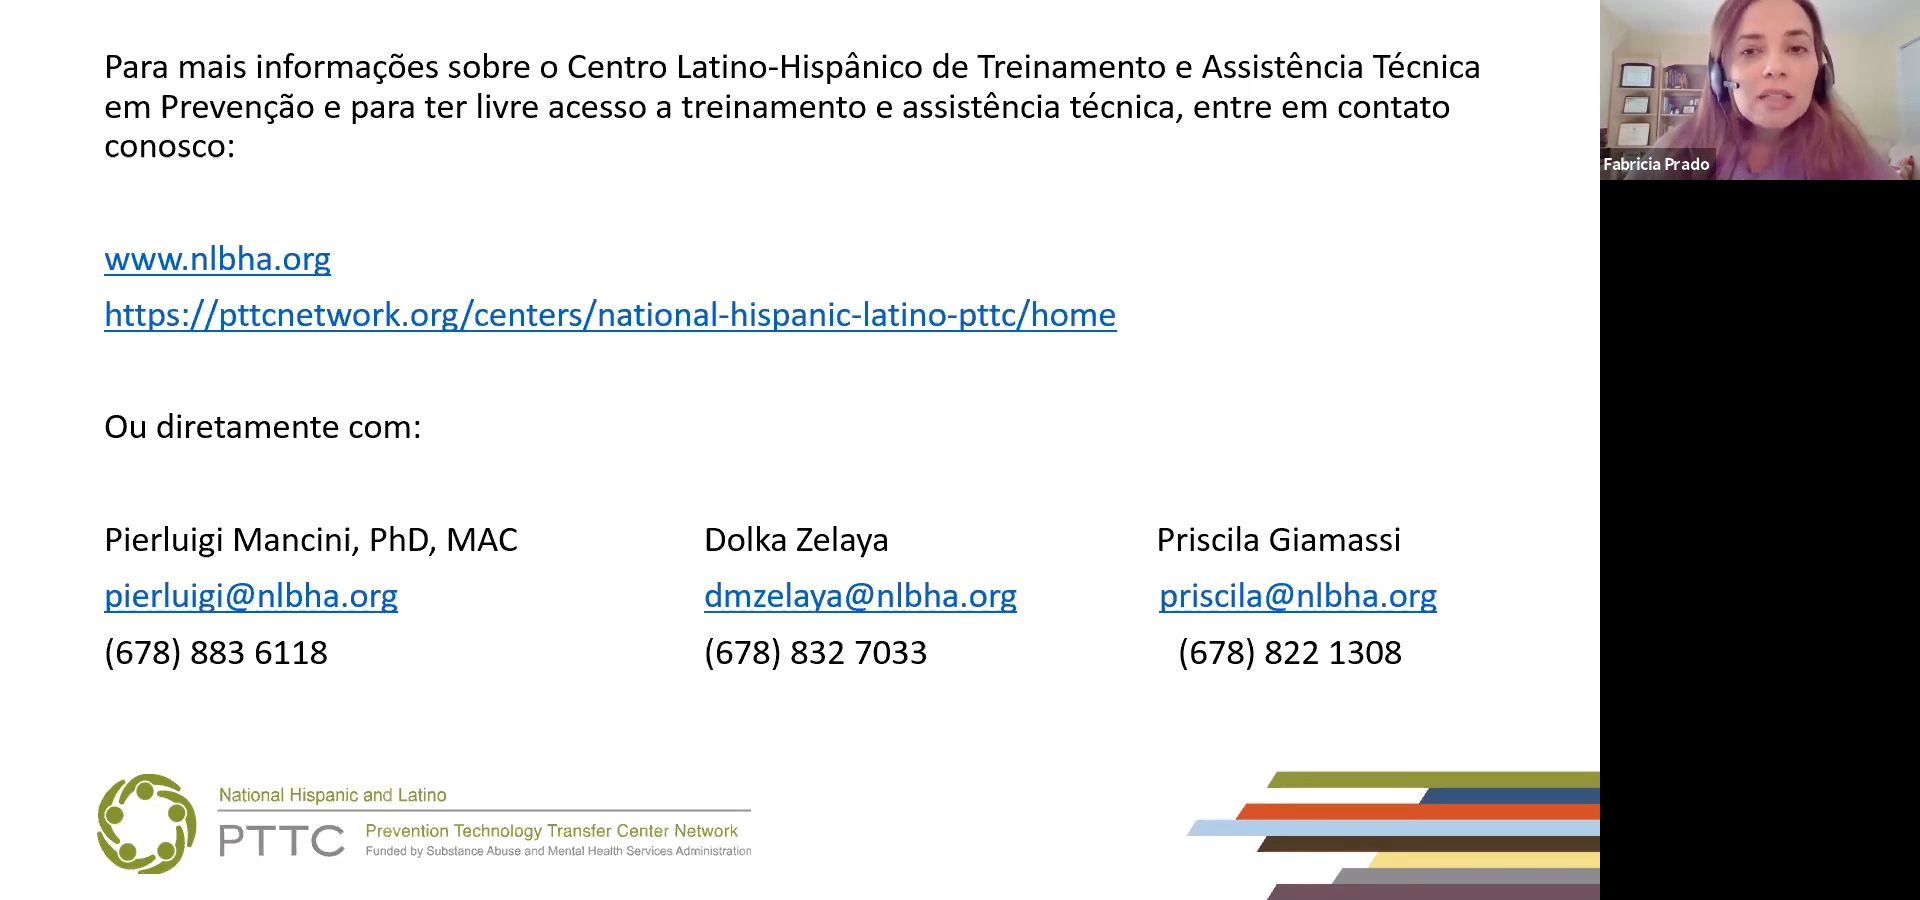 Para mais informações sobre o Centro Latino-Hispânico de Treinamento e Assistência Técnica
em Prevenção e para ter livre acesso a treinamento e assistência técnica, entre em contato
conosco:
www.nlbha.org
https://pttcnetwork.org/centers/national-hispanic-latino-pttc/home
Ou diretamente com:
Pierluigi Mancini, PhD, MAC Dolka Zelaya Priscila Giamassi
pierluigi@nlbha.org dmzelaya@nlbha.org priscila@nlbha.org
(678) 883 6118 (678) 832 7033 (678) 822 1308
National Hispanic and Latino
PTTC Prevention Technology Transfer Center Network
Funded by Substance Abuse and Mental Health Services Administration
Fabricia Prado